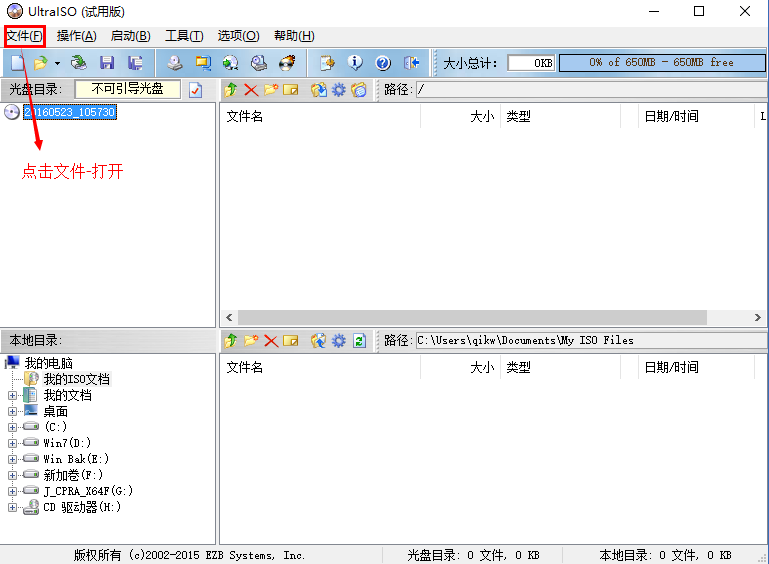 UltraISO (试用版)
文件(F) 操作(A) 启动(B) 工具(T) 选项(O) 帮助(H)
大小总计: 0KB 0% of 650MB - 650MB free
光盘目录: 不可引导光盘 路径: /
20160523_105730
文件名 大小 类型 日期/时间 L
点击文件-打开
本地目录: 路径: C:\Users\qikw\Documents\My ISO Files
文件名 大小 类型 日期/时间
我的电脑
我的ISO文档
我的文档
桌面
(C:)
Win7(D:)
Win Bak(E:)
新加卷(F:)
J_CPRA_X64F(G:)
CD 驱动器(H:)
版权所有 (c)2002-2015 EZB Systems, Inc. 光盘目录: 0 文件, 0 KB 本地目录: 0 文件, 0 KB